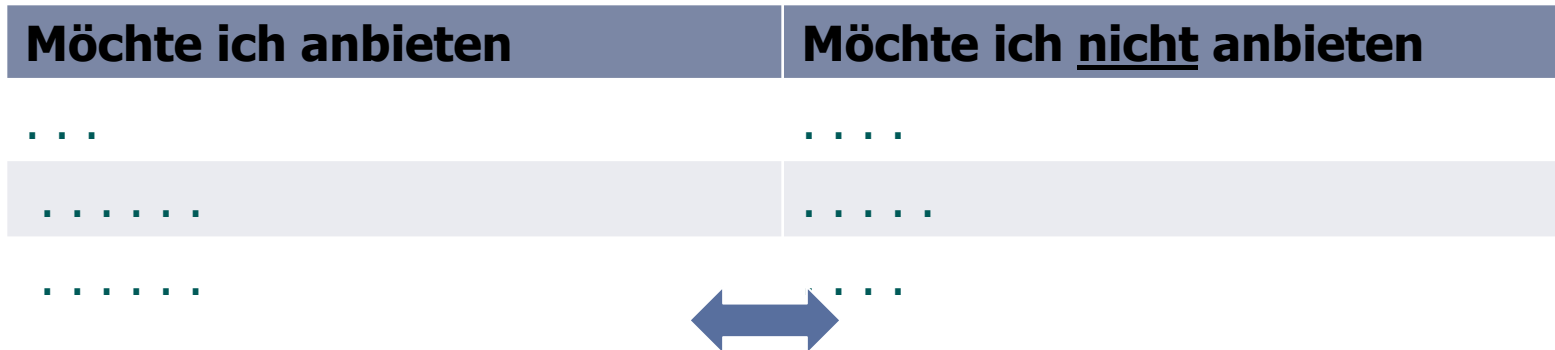 Möchte ich anbieten Möchte ich nicht anbieten
. . . . . . .
. . . . . . . . . . .
. . . . . . . . . .